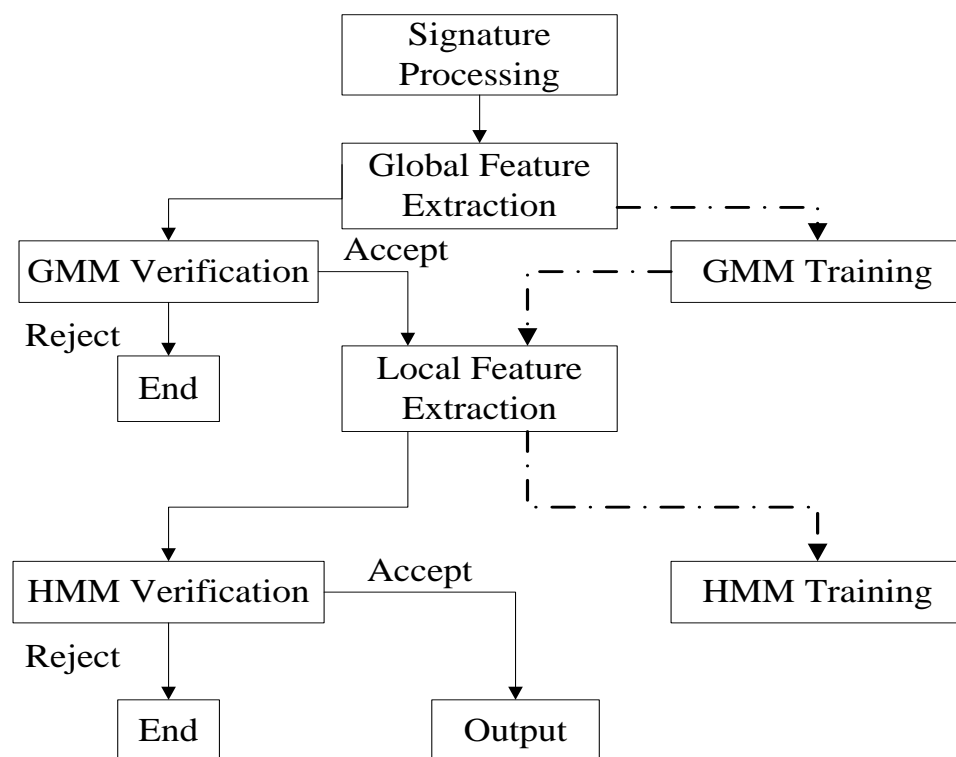 Signature
Processing
Global Feature
Extraction
Accept
GMM Verification
GMM Training
Reject
Local Feature
Extraction
End
Accept
HMM Verification
HMM Training
Reject
End
Output